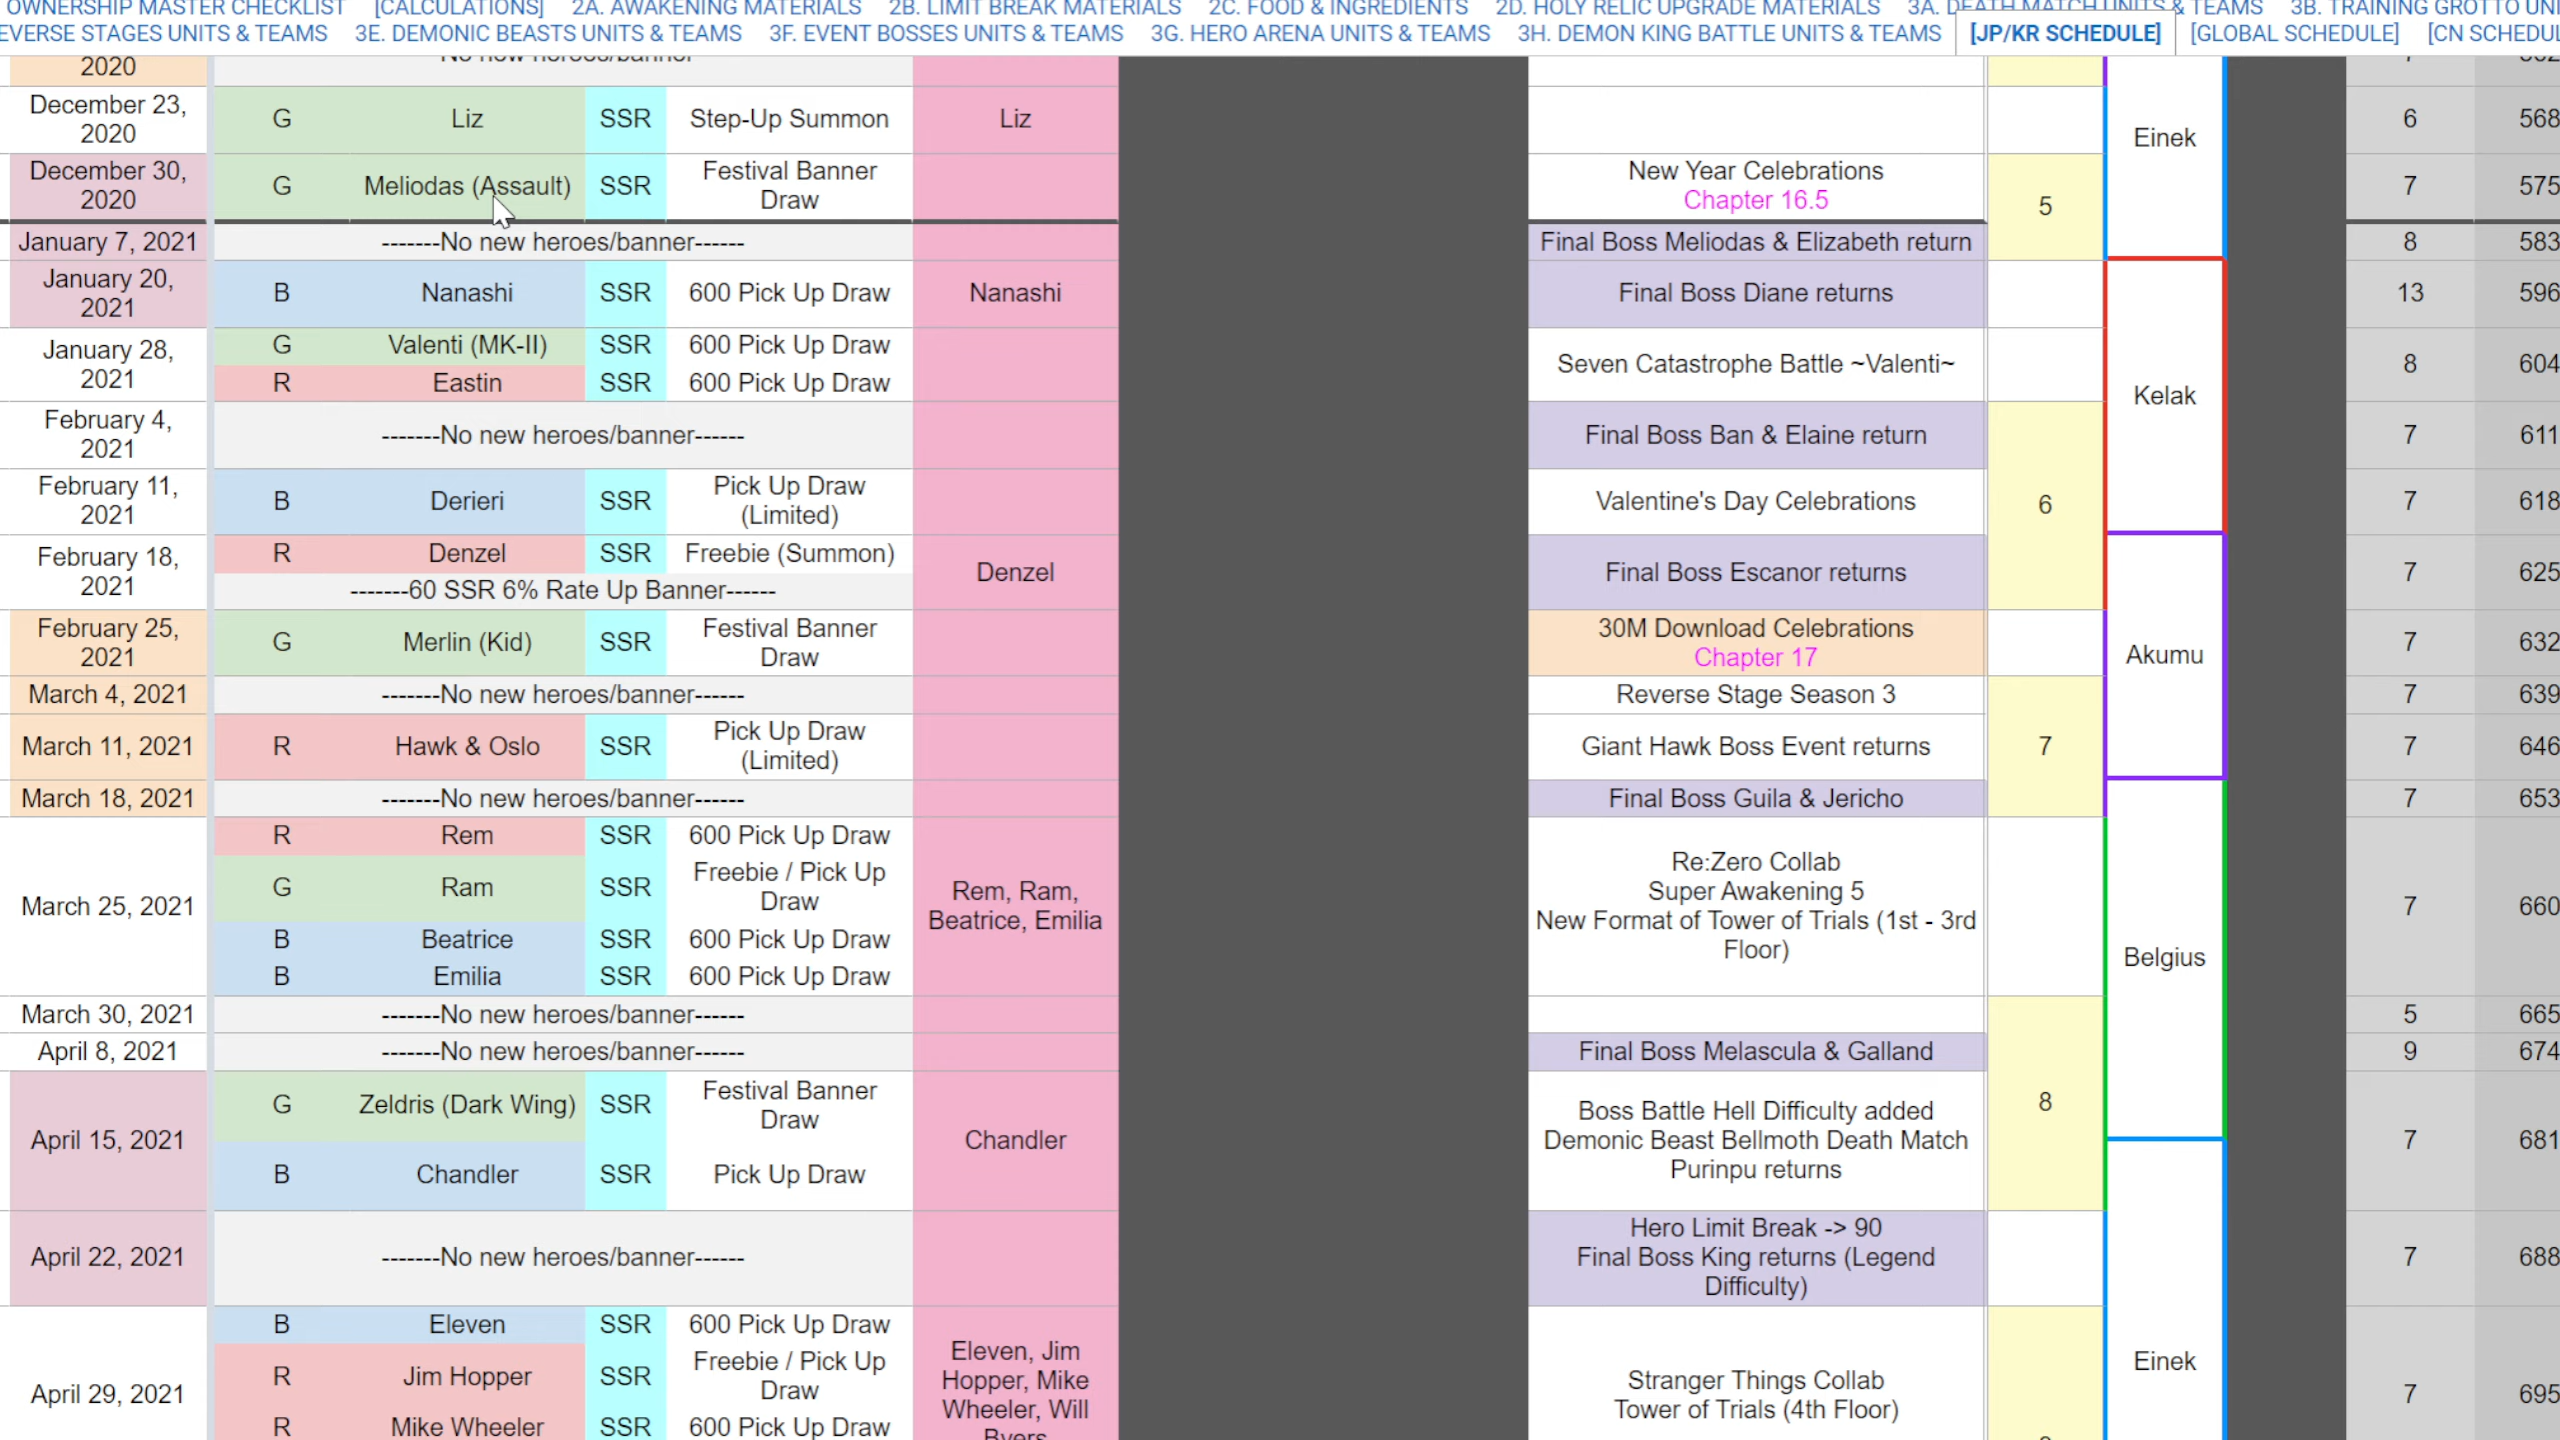 OWNERSHIP MASTER CHECKLIST [CALCULATIONS] 2A. AWAKENING MATERIALS 2B. LIMIT BREAK MATERIALS 2C. FOOD & INGREDIENTS 2D. HOLY RELIC UPGRADE MATERIALS 3A. DEATH MATCH UNITS & TEAMS 3B. TRAINING GROTTO UNI
EVERSE STAGES UNITS & TEAMS 3E. DEMONIC BEASTS UNITS & TEAMS 3F. EVENT BOSSES UNITS & TEAMS 3G. HERO ARENA UNITS & TEAMS 3H. DEMON KING BATTLE UNITS & TEAMS [JP/KR SCHEDULE] [GLOBAL SCHEDULE] [CN SCHEDUL
2020 -------No new heroes/banner------
December 23,
2020
G Liz SSR Step-Up Summon Liz 6 568
Einek
December 30,
2020
G Meliodas (Assault) SSR
Festival Banner
Draw
New Year Celebrations
Chapter 16.5
5
7 575
January 7, 2021 -------No new heroes/banner------ Final Boss Meliodas & Elizabeth return 8 583
January 20,
2021
B Nanashi SSR 600 Pick Up Draw Nanashi Final Boss Diane returns 13 596
January 28,
2021
G Valenti (MK-II) SSR 600 Pick Up Draw
R Eastin SSR 600 Pick Up Draw
Seven Catastrophe Battle ~Valenti~ 8 604
Kelak
February 4,
2021
-------No new heroes/banner------ Final Boss Ban & Elaine return 7 611
February 11,
2021
B Derieri SSR
Pick Up Draw
(Limited)
Valentine's Day Celebrations 6 7 618
February 18,
2021
R Denzel SSR Freebie (Summon)
-------60 SSR 6% Rate Up Banner------
Denzel Final Boss Escanor returns 7 625
February 25,
2021
G Merlin (Kid) SSR
Festival Banner
Draw
30M Download Celebrations
Chapter 17
Akumu
7 632
March 4, 2021 -------No new heroes/banner------ Reverse Stage Season 3 7 639
March 11, 2021 R Hawk & Oslo SSR
Pick Up Draw
(Limited)
Giant Hawk Boss Event returns 7 7 646
March 18, 2021 -------No new heroes/banner------ Final Boss Guila & Jericho 7 653
March 25, 2021
R Rem SSR 600 Pick Up Draw
G Ram SSR
Freebie / Pick Up
Draw
B Beatrice SSR 600 Pick Up Draw
B Emilia SSR 600 Pick Up Draw
Rem, Ram,
Beatrice, Emilia
Re:Zero Collab
Super Awakening 5
New Format of Tower of Trials (1st - 3rd
Floor)
7 660
Belgius
March 30, 2021 -------No new heroes/banner------ 5 665
April 8, 2021 -------No new heroes/banner------ Final Boss Melascula & Galland 9 674
8
April 15, 2021
G Zeldris (Dark Wing) SSR
Festival Banner
Draw
B Chandler SSR Pick Up Draw
Chandler
Boss Battle Hell Difficulty added
Demonic Beast Bellmoth Death Match
Purinpu returns
7 681
April 22, 2021 -------No new heroes/banner------
Hero Limit Break -> 90
Final Boss King returns (Legend
Difficulty)
7 688
April 29, 2021
B Eleven SSR 600 Pick Up Draw
R Jim Hopper SSR
Freebie / Pick Up
Draw
R Mike Wheeler SSR 600 Pick Up Draw
Eleven, Jim
Hopper, Mike
Wheeler, Will
Byers
Stranger Things Collab
Tower of Trials (4th Floor)
Einek
7 695